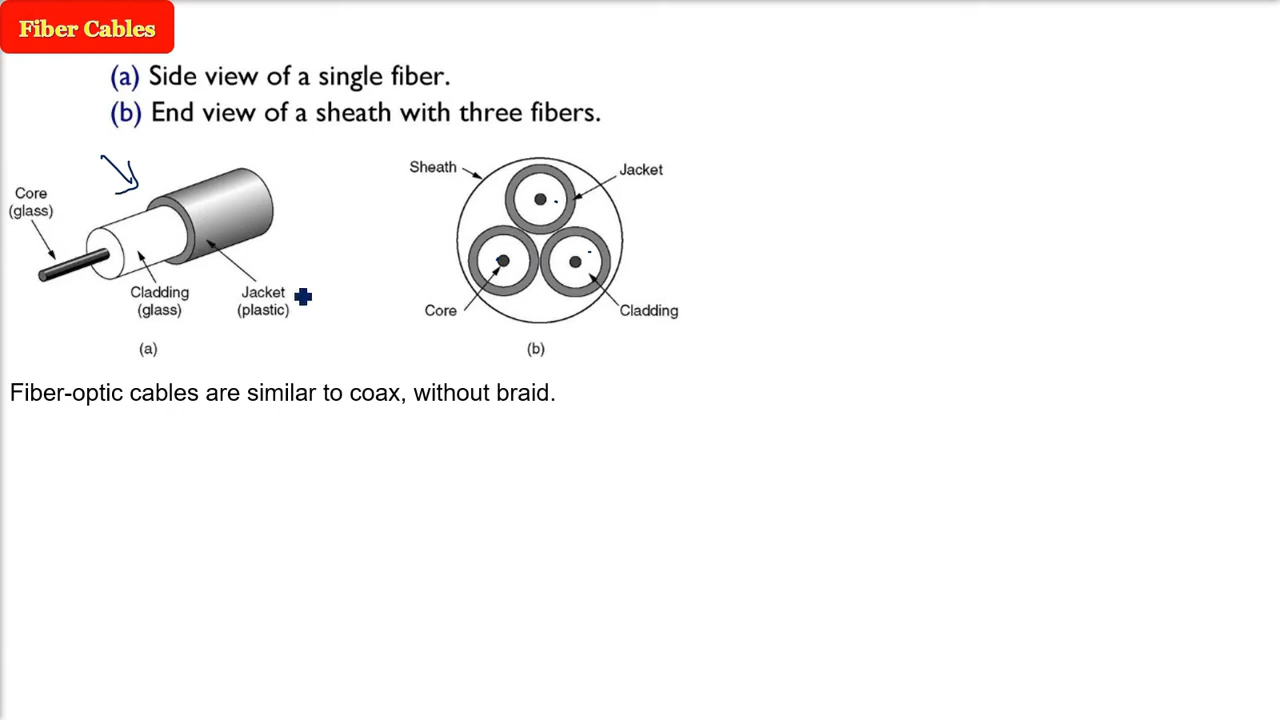 Fiber Cables
(a) Side view of a single fiber.
(b) End view of a sheath with three fibers.
Core
(glass)
Cladding
(glass)
Jacket
(plastic)
(a)
Sheath
Jacket
Core
Cladding
(b)
Fiber-optic cables are similar to coax, without braid.